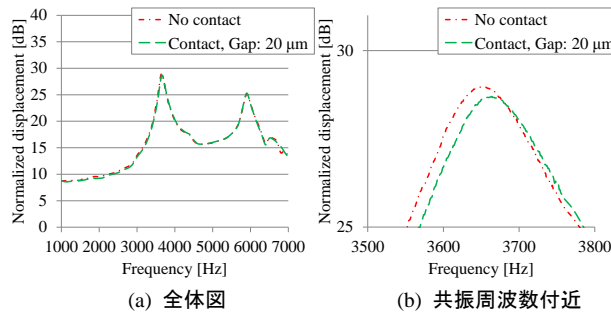 No contact
Contact, Gap: 20 μm
Normalized displacement [dB]
40
35
30
25
20
15
10
5
0
1000 2000 3000 4000 5000 6000 7000
Frequency [Hz]
(a) 全体図
No contact
Contact, Gap: 20 μm
Normalized displacement [dB]
30
25
3500 3600 3700 3800
Frequency [Hz]
(b) 共振周波数付近